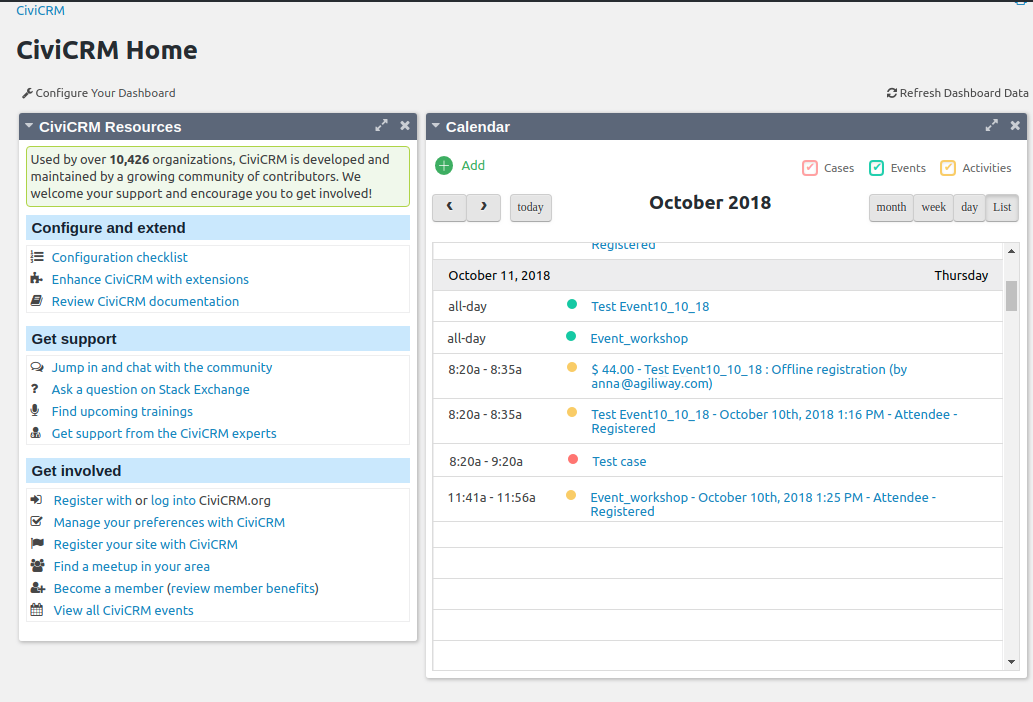 CiviCRM
CiviCRM Home
Configure Your Dashboard
Refresh Dashboard Data
CiviCRM Resources
Used by over 10,426 organizations, CiviCRM is developed and
maintained by a growing community of contributors. We
welcome your support and encourage you to get involved!
Configure and extend
Configuration checklist
Enhance CiviCRM with extensions
Review CiviCRM documentation
Get support
Jump in and chat with the community
? Ask a question on Stack Exchange
Find upcoming trainings
Get support from the CiviCRM experts
Get involved
Register with or log into CiviCRM.org
Manage your preferences with CiviCRM
Register your site with CiviCRM
Find a meetup in your area
Become a member (review member benefits)
View all CiviCRM events
Calendar
Add
Cases Events Activities
today
October 2018
month week day List
Registered
October 11, 2018 Thursday
all-day Test Event10_10_18
all-day Event_workshop
8:20a - 8:35a $ 44.00 - Test Event10_10_18 : Offline registration (by
anna@agiliway.com)
8:20a - 8:35a Test Event10_10_18 - October 10th, 2018 1:16 PM - Attendee -
Registered
8:20a - 9:20a Test case
11:41a - 11:56a Event_workshop - October 10th, 2018 1:25 PM - Attendee -
Registered